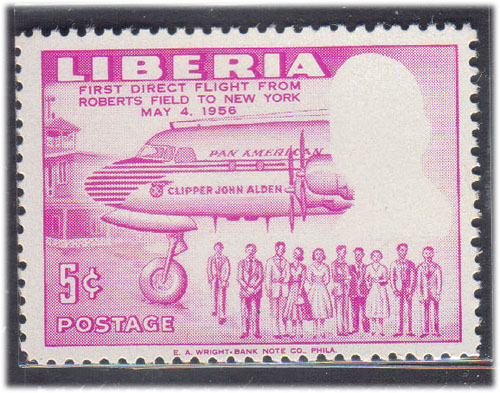 LIBERIA
FIRST DIRECT FLIGHT FROM
ROBERTS FIELD TO NEW YORK
MAY 4, 1956
PAN AMERICAN
CLIPPER JOHN ALDEN
5¢
POSTAGE
E. A. WRIGHT-BANK NOTE CO., PHILA.